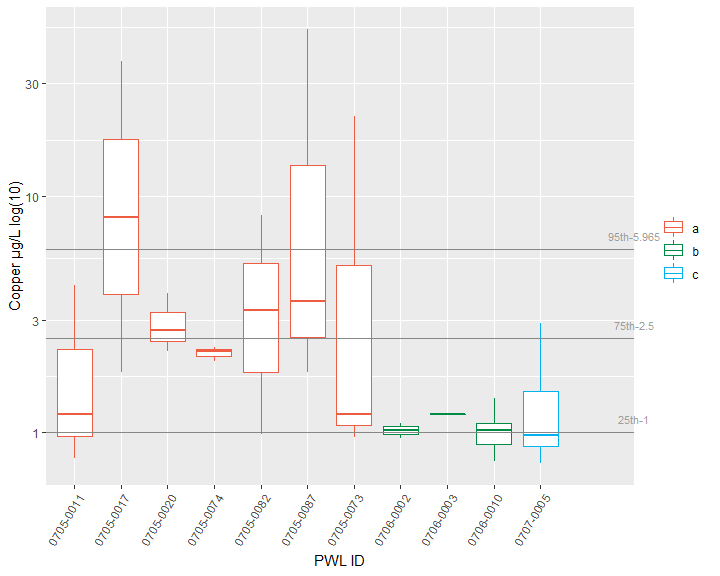 Copper µg/L log(10)
30
10
3
1
95th-5.965
75th-2.5
25th-1
0705-0011
0705-0017
0705-0020
0705-0074
0705-0082
0705-0087
0705-0073
0706-0002
0706-0003
0706-0010
0707-0005
PWL ID
a
b
c